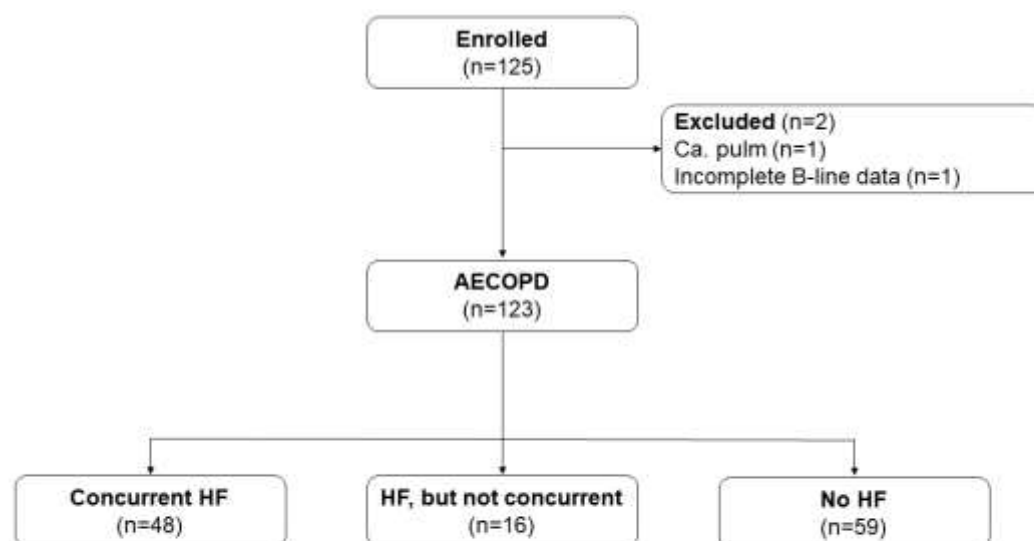 Enrolled
(n=125)
Excluded (n=2)
Ca. pulm (n=1)
Incomplete B-line data (n=1)
AECOPD
(n=123)
Concurrent HF
(n=48)
HF, but not concurrent
(n=16)
No HF
(n=59)